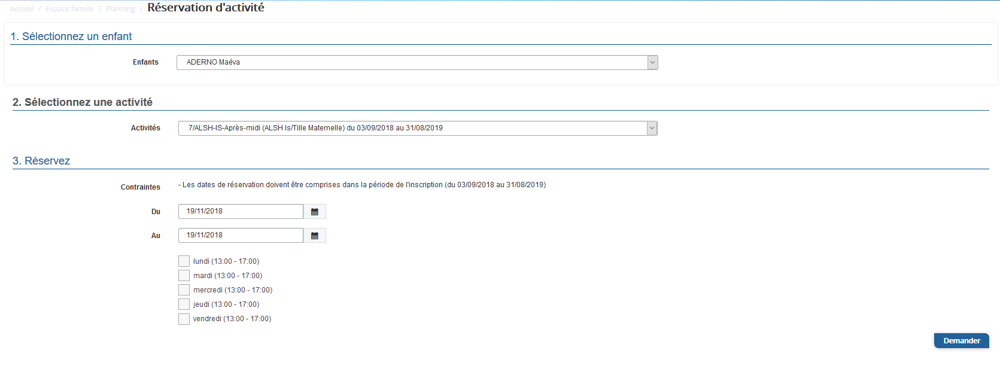 Accueil / Espace famille / Planning / Réservation d'activité
1. Sélectionnez un enfant
Enfants ADERNO Maéva
2. Sélectionnez une activité
Activités 7/ALSH-IS-Après-midi (ALSH Is/Tille Maternelle) du 03/09/2018 au 31/08/2019
3. Réservez
Contraintes - Les dates de réservation doivent être comprises dans la période de l'inscription (du 03/09/2018 au 31/08/2019)
Du 19/11/2018
Au 19/11/2018
lundi (13:00 - 17:00)
mardi (13:00 - 17:00)
mercredi (13:00 - 17:00)
jeudi (13:00 - 17:00)
vendredi (13:00 - 17:00)
Demander